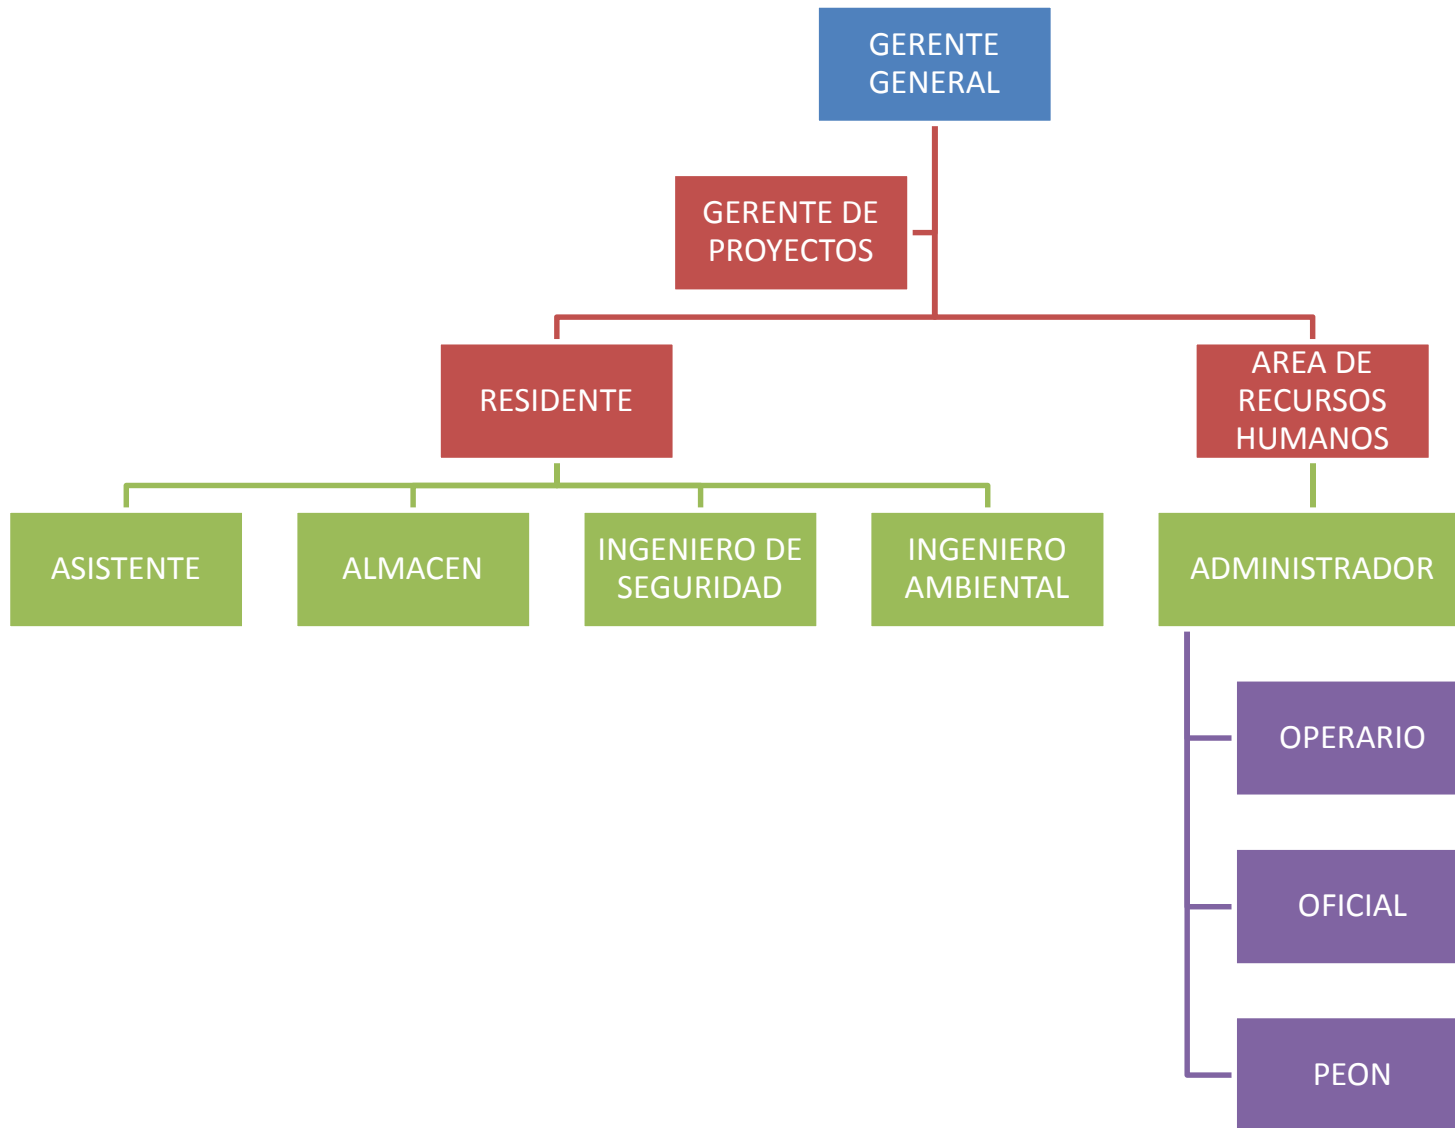 GERENTE
GENERAL
GERENTE DE
PROYECTOS
RESIDENTE
AREA DE
RECURSOS
HUMANOS
ASISTENTE
ALMACEN
INGENIERO DE
SEGURIDAD
INGENIERO
AMBIENTAL
ADMINISTRADOR
OPERARIO
OFICIAL
PEON